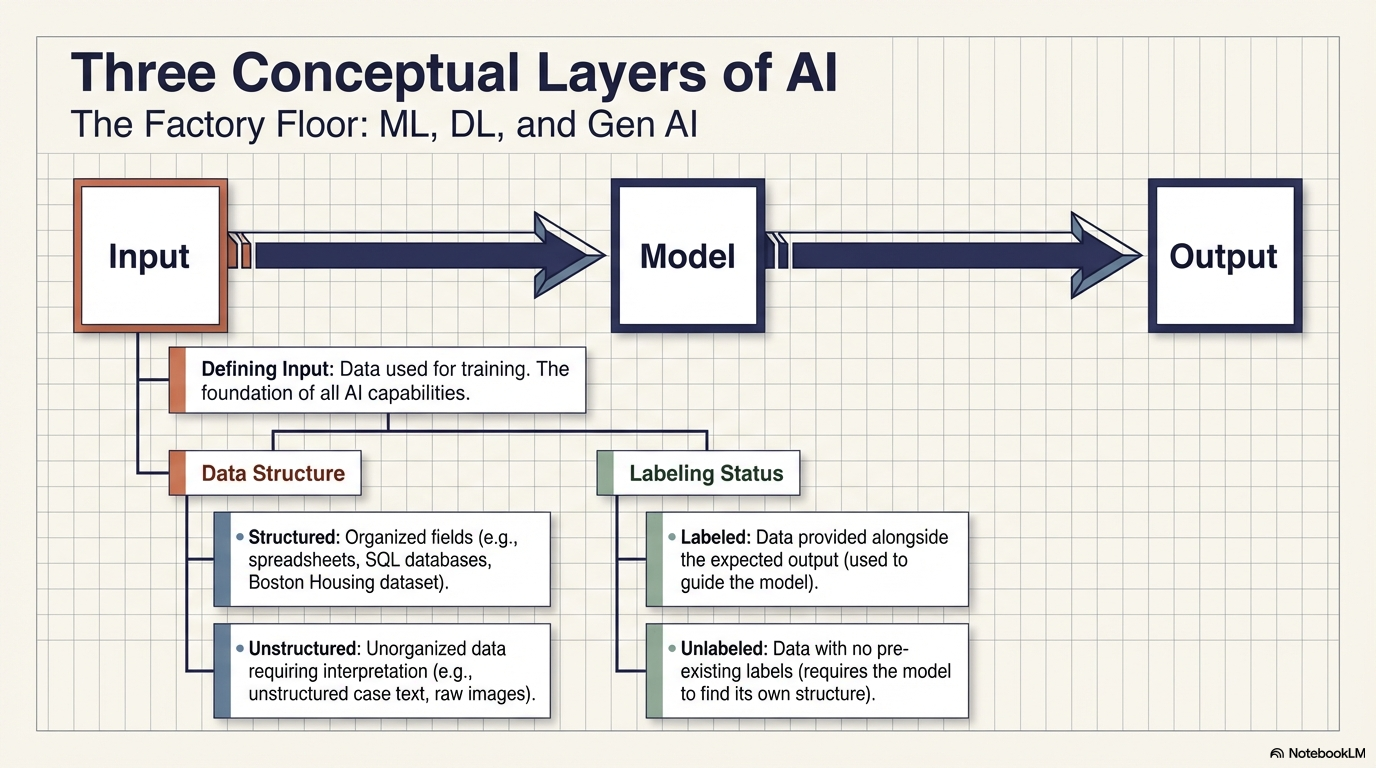 Three Conceptual Layers of AI
The Factory Floor: ML, DL, and Gen AI
Input
Model
Output
Defining Input: Data used for training. The
foundation of all AI capabilities.
Data Structure
• Structured: Organized fields (e.g.,
spreadsheets, SQL databases,
Boston Housing dataset).
• Unstructured: Unorganized data
requiring interpretation (e.g.,
unstructured case text, raw images).
Labeling Status
• Labeled: Data provided alongside
the expected output (used to
guide the model).
• Unlabeled: Data with no pre-
existing labels (requires the model
to find its own structure).
NotebookLM